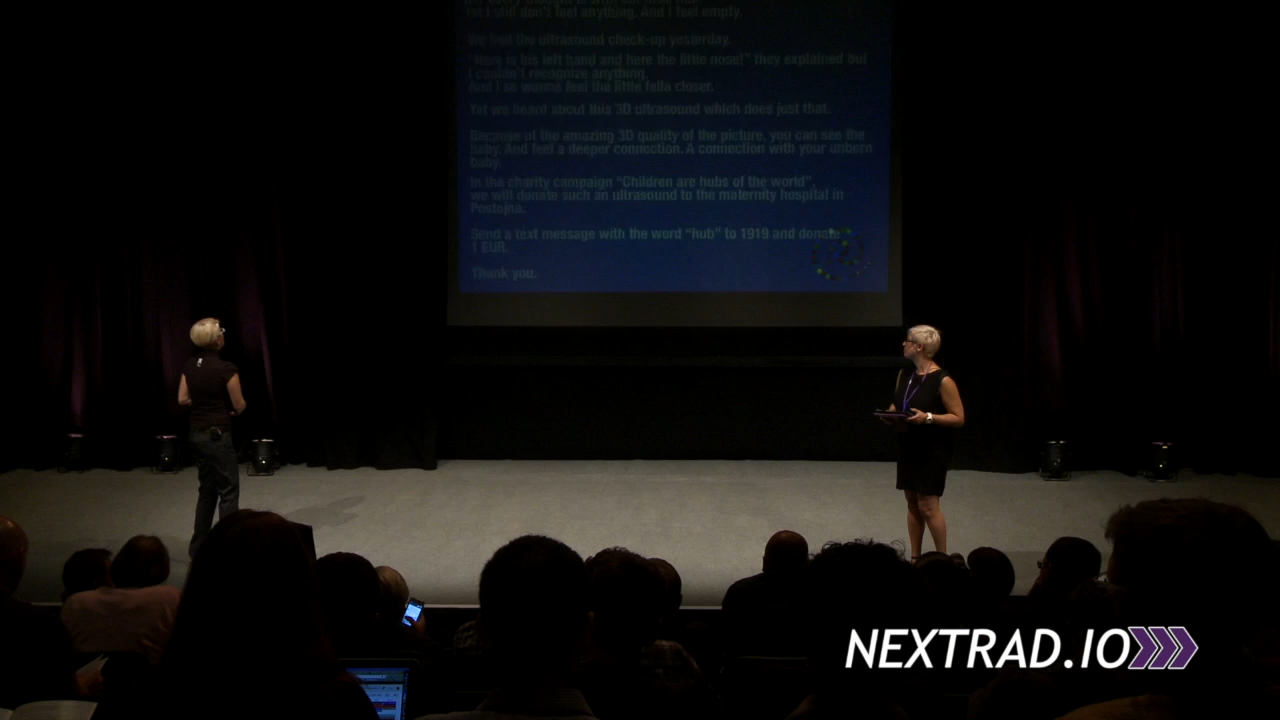 I still don't feel anything. And I feel empty.
We had the ultrasound check-up yesterday.
"Here is his left hand and here the little nose!" they explained but
I couldn't recognize anything.
And I so wanna feel the little fella closer.
Yet we heard about this 3D ultrasound which does just that.
Because of the amazing 3D quality of the picture, you can see the
baby. And feel a deeper connection. A connection with your unborn
baby.
In the charity campaign "Children are hubs of the world",
we will donate such an ultrasound to the maternity hospital in
Postojna.
Send a text message with the word "hub" to 1919 and donate
1 EUR.
Thank you.
NEXTRAD.IO